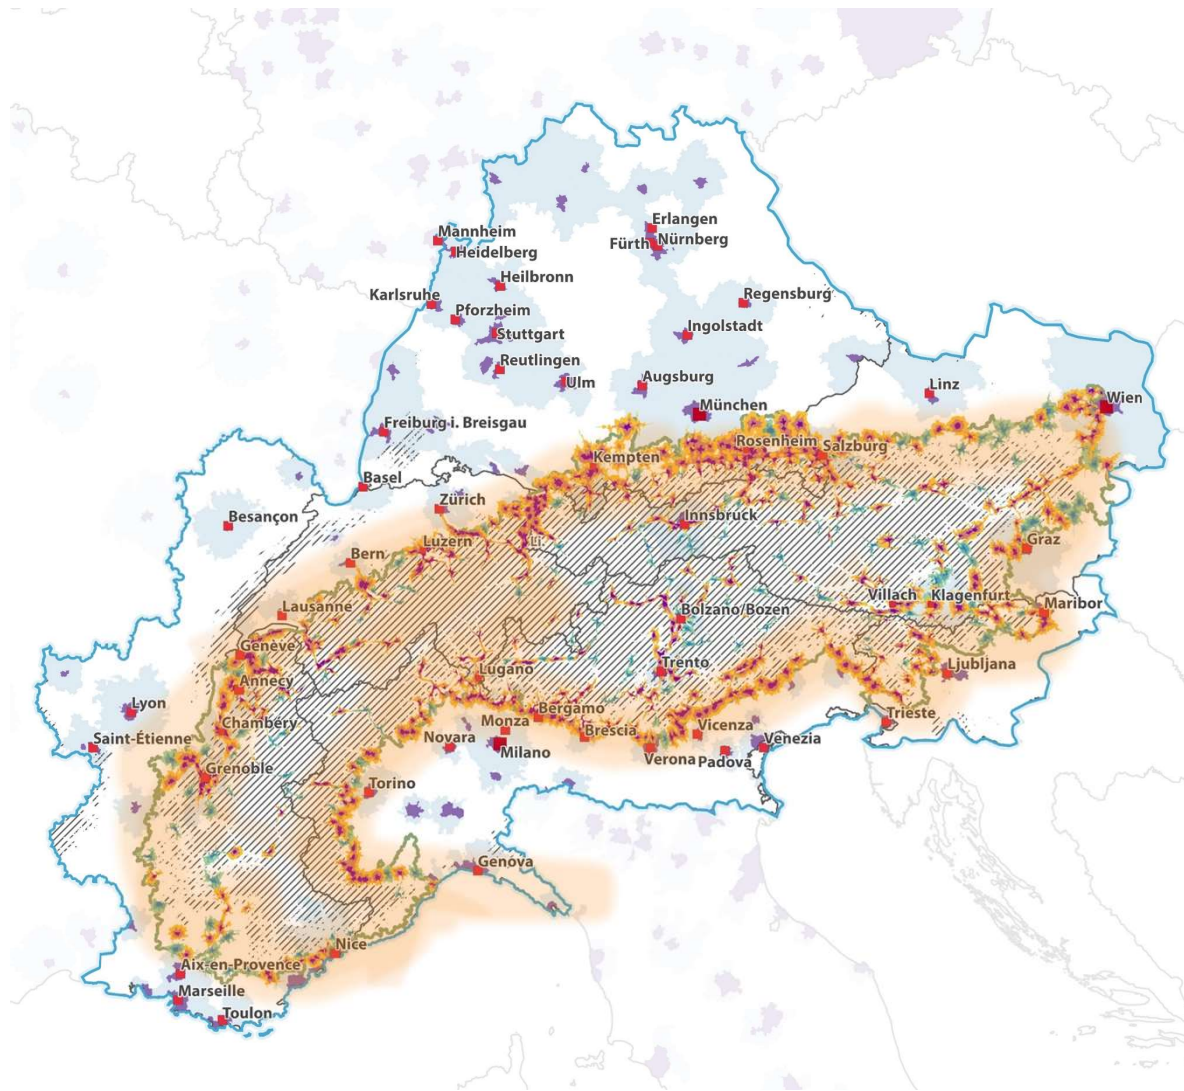 Erlangen
Mannheim
Fürth
Nürnberg
Heidelberg
Heilbronn
Karlsruhe
Regensburg
Pforzheim
Ingolstadt
Stuttgart
Reutlingen
Ulm
Augsburg
Linz
Wien
München
Freiburg i. Breisgau
Rosenheim
Salzburg
Kempten
Basel
Zürich
Besançon
Innsbruck
Luzern
Li.
Graz
Bern
Villach
Klagenfurt
Lausanne
Bolzano/Bozen
Maribor
Genève
Trento
Ljubljana
Lugano
Annecy
Lyon
Bergamo
Chambéry
Monza
Vicenza
Trieste
Brescia
Saint-Étienne
Novara
Milano
Venezia
Verona
Padova
Grenoble
Torino
Genóva
Nice
Aix-en-Provence
Marseille
Toulon